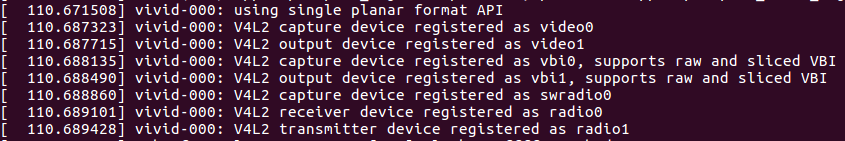 [  110.671508] vivid-000: using single planar format API
[  110.687323] vivid-000: V4L2 capture device registered as video0
[  110.687715] vivid-000: V4L2 output device registered as video1
[  110.688135] vivid-000: V4L2 capture device registered as vbi0, supports raw and sliced VBI
[  110.688490] vivid-000: V4L2 output device registered as vbi1, supports raw and sliced VBI
[  110.688860] vivid-000: V4L2 capture device registered as swradio0
[  110.689101] vivid-000: V4L2 receiver device registered as radio0
[  110.689428] vivid-000: V4L2 transmitter device registered as radio1